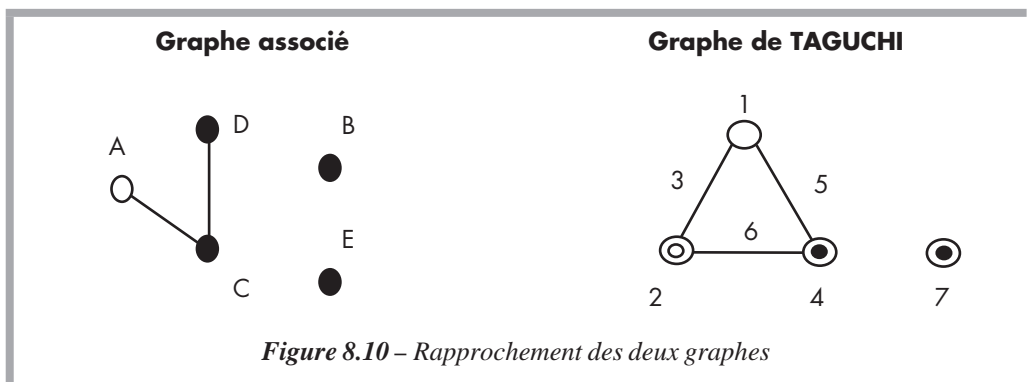 Graphe associé
Graphe de TAGUCHI
A
D
B
C
E
1
3
5
6
2
4
7
Figure 8.10 – Rapprochement des deux graphes